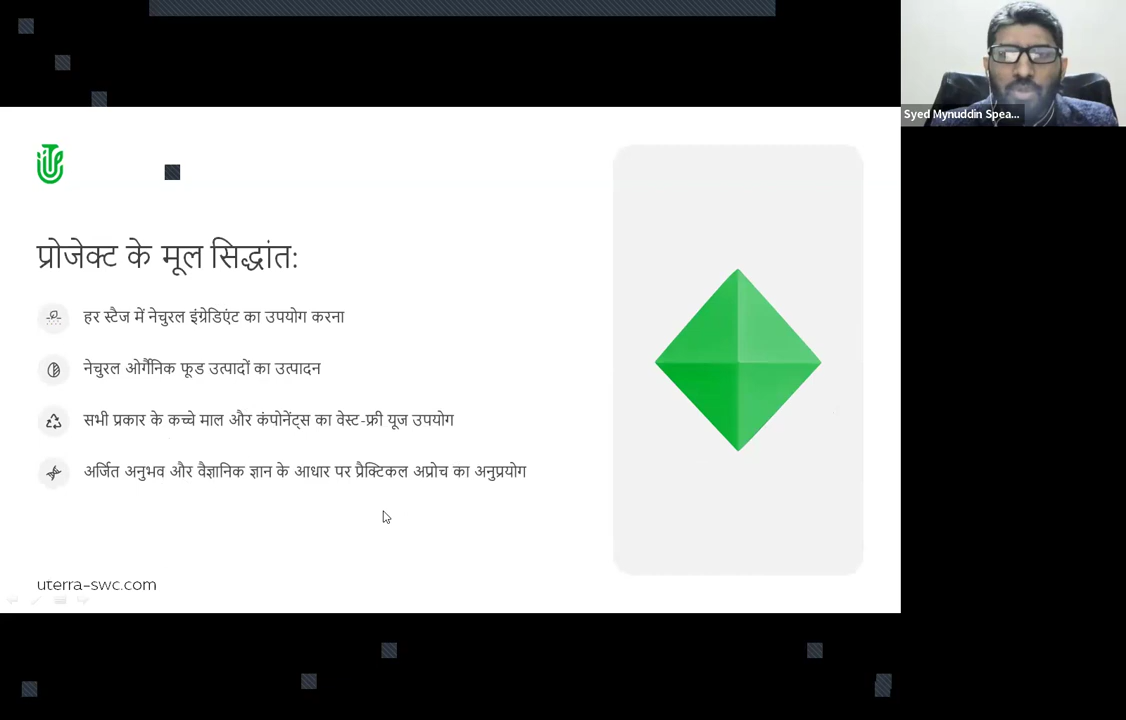 Syed Mynuddin Spea...
प्रोजेक्ट के मूल सिद्धांत:
हर स्टैज में नेचुरल इंग्रेडिएंट का उपयोग करना
नेचुरल ओर्गैनिक फूड उत्पादों का उत्पादन
सभी प्रकार के कच्चे माल और कंपोनेंट्स का वेस्ट-फ्री यूज उपयोग
अर्जित अनुभव और वैज्ञानिक ज्ञान के आधार पर प्रैक्टिकल अप्रोच का अनुप्रयोग
uterra-swc.com